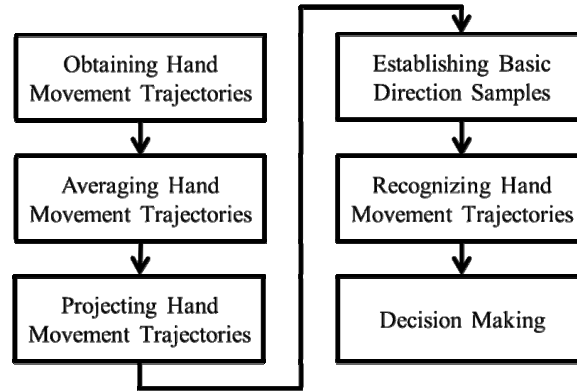 Obtaining Hand
Movement Trajectories
Averaging Hand
Movement Trajectories
Projecting Hand
Movement Trajectories
Establishing Basic
Direction Samples
Recognizing Hand
Movement Trajectories
Decision Making